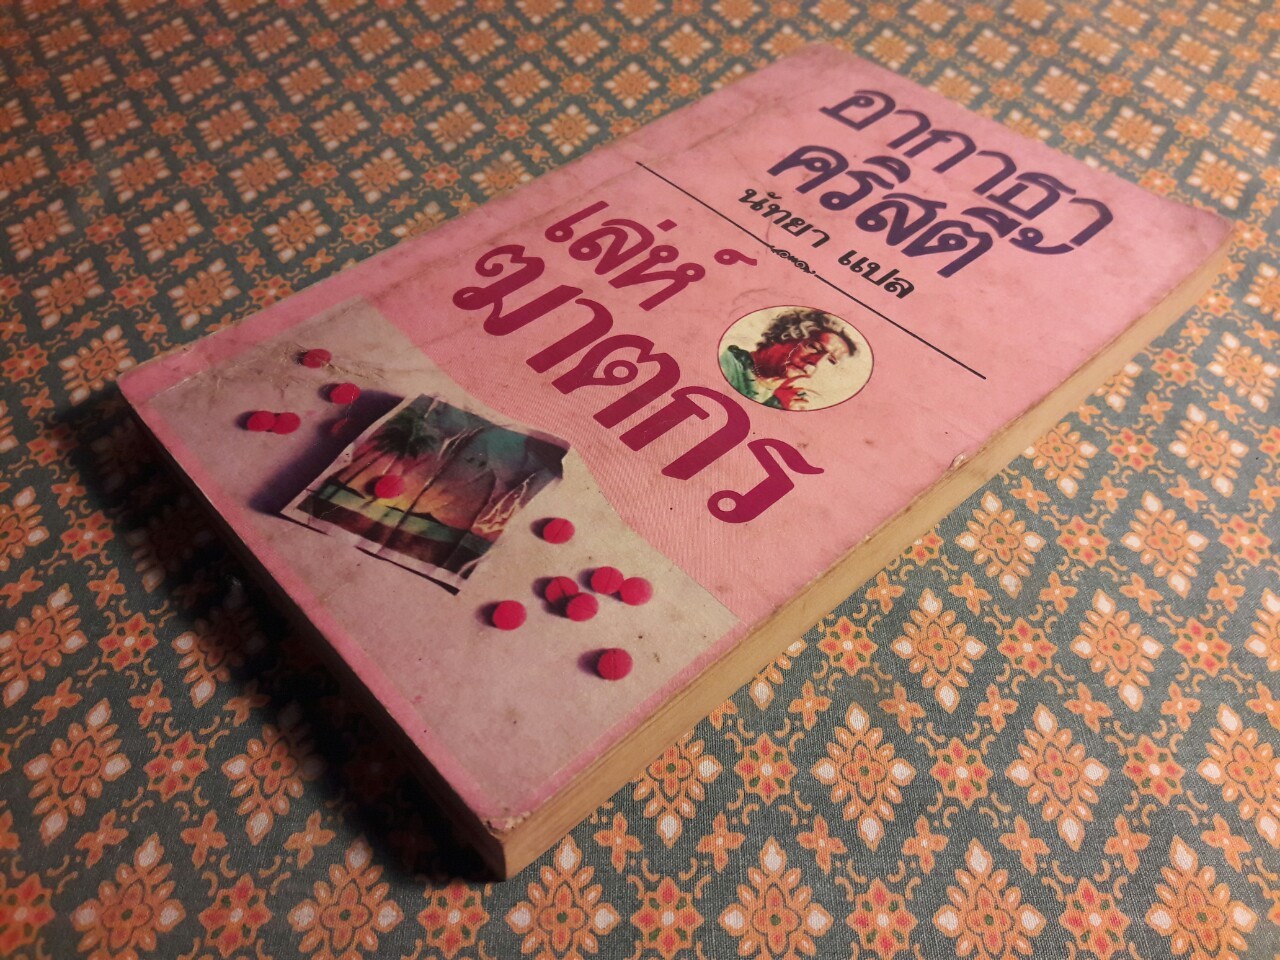 อากาธา
คริสตี
นัทยา แปล
เล่ห์
ฆาตกร